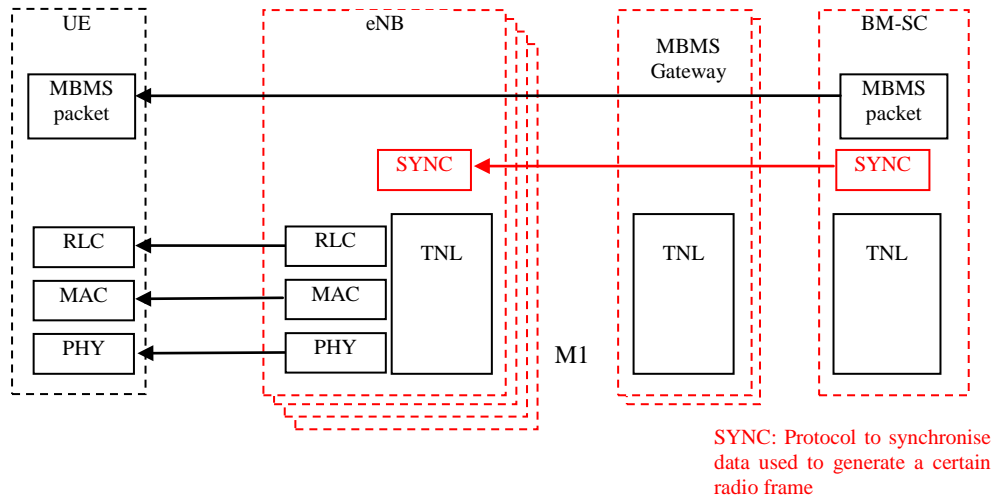 UE
eNB
MBMS
Gateway
BM-SC
MBMS
packet
MBMS
packet
SYNC
SYNC
RLC
RLC
TNL
TNL
TNL
MAC
MAC
PHY
PHY
M1
SYNC: Protocol to synchronise
data used to generate a certain
radio frame